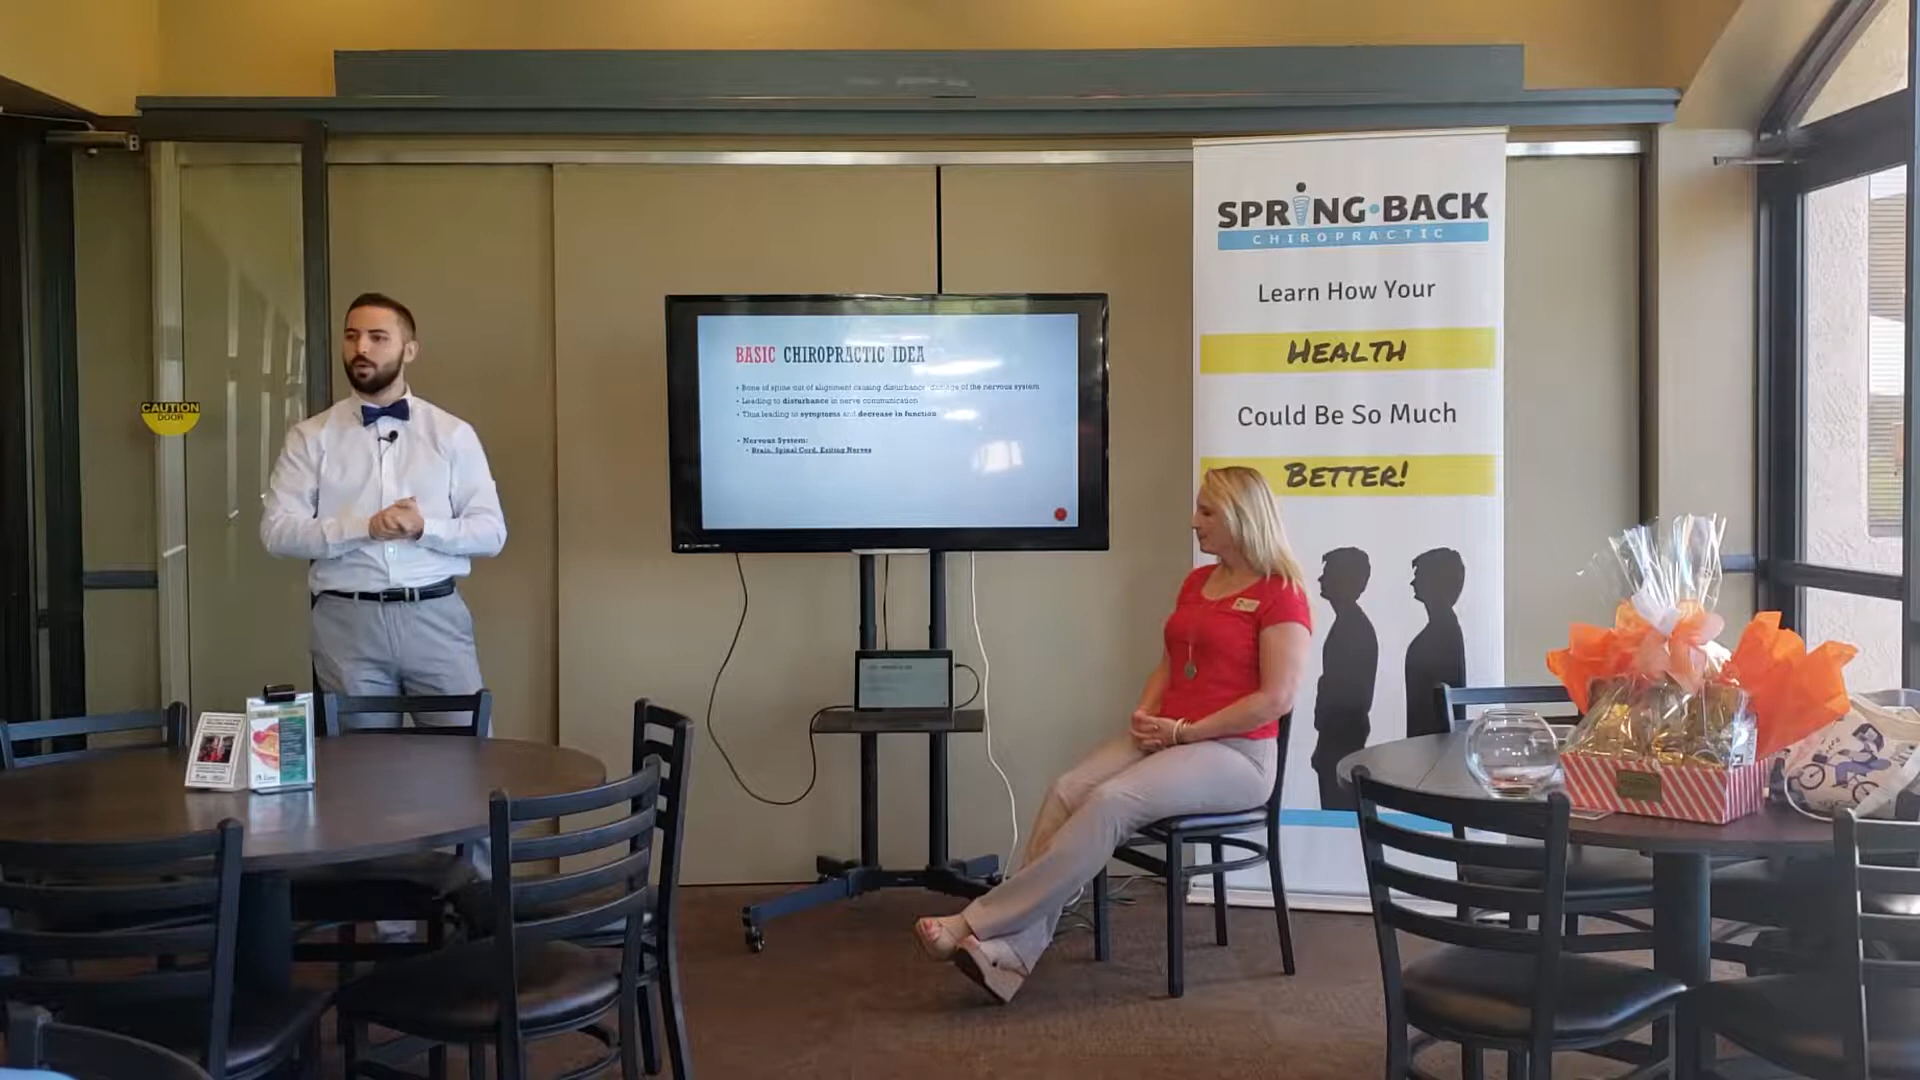 CAUTION
DOOR
BASIC CHIROPRACTIC IDEA
• Bone of spine out of alignment causing disturbance/damage of the nervous system
• Leading to disturbance in nerve communication
• Thus leading to symptoms and decrease in function
• Nervous System:
• Brain, Spinal Cord, Exiting Nerves
SPRING·BACK
CHIROPRACTIC
Learn How Your
HEALTH
Could Be So Much
BETTER!